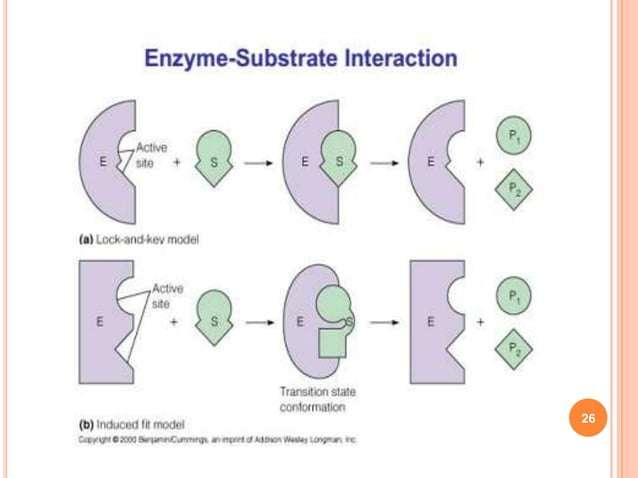 Enzyme-Substrate Interaction
E
Active
site
+
S
E
S
E
+
P1
P2
(a) Lock-and-key model
E
Active
site
+
S
E
S
E
+
P1
P2
Transition state
conformation
(b) Induced fit model
Copyright © 2000 Benjamin/Cummings, an imprint of Addison Wesley Longman, Inc.
26